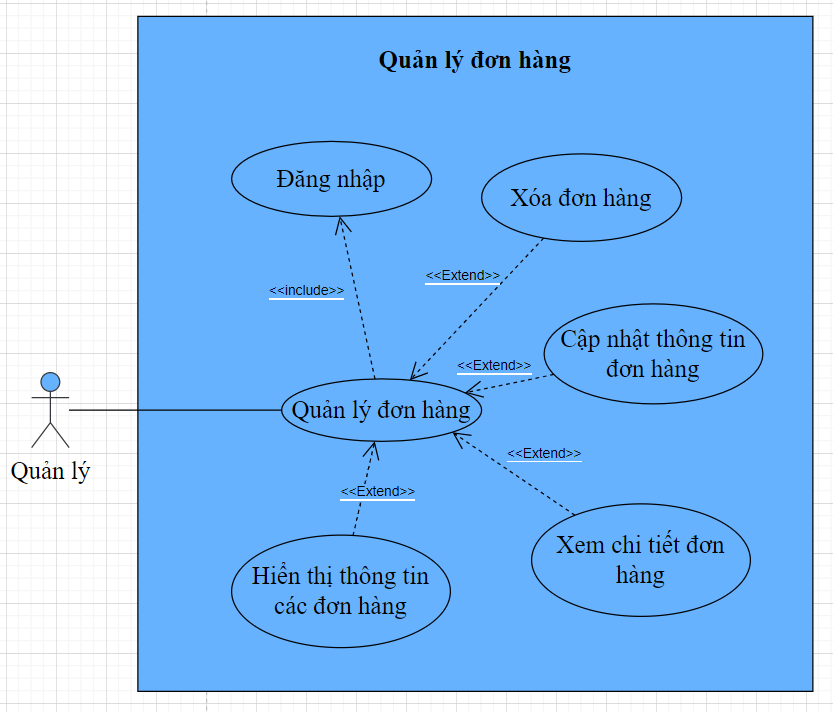 Quản lý đơn hàng
Đăng nhập
Xóa đơn hàng
<<Extend>>
<<include>>
Cập nhật thông tin
đơn hàng
<<Extend>>
Quản lý đơn hàng
<<Extend>>
Quản lý
<<Extend>>
Xem chi tiết đơn
hàng
Hiển thị thông tin
các đơn hàng